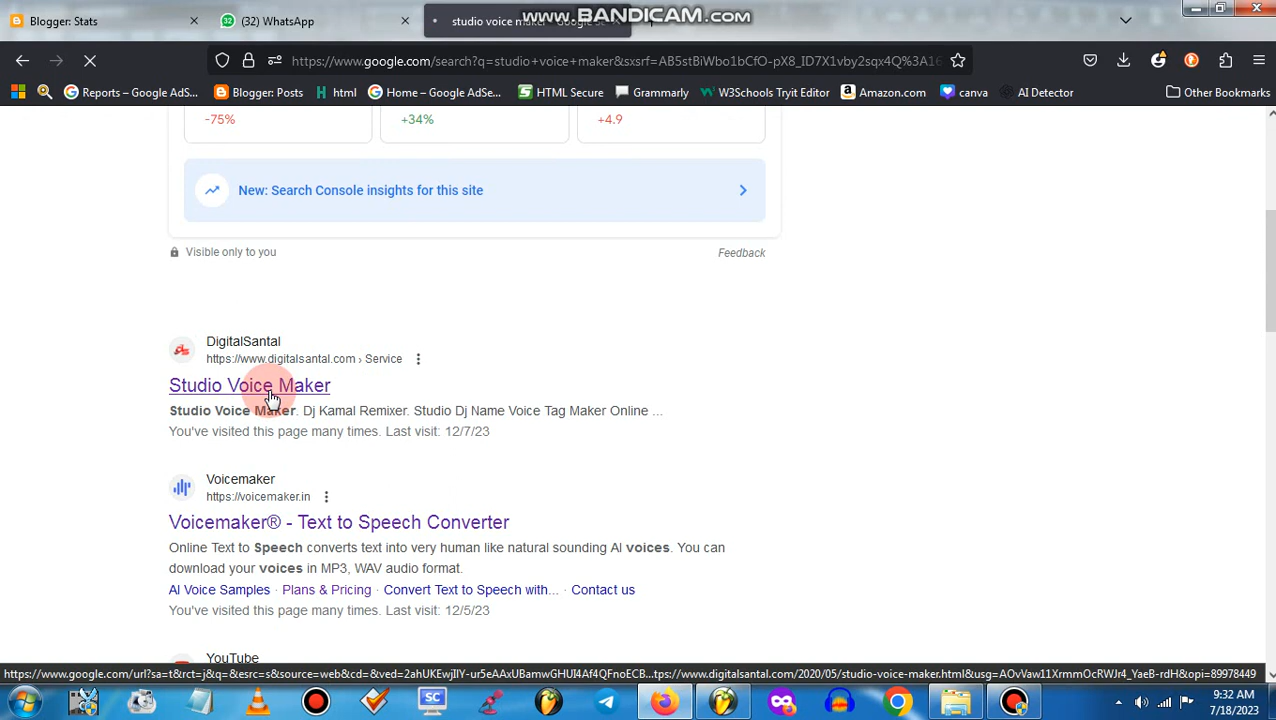 Blogger: Stats
(32) WhatsApp
studio voice maker - Google
www.BANDICAM.com
https://www.google.com/search?q=studio+voice+maker&sxsrf=AB5stBiWbo1bCfO-pX8_ID7X1vby2sqx4Q%3A16
Reports – Google AdS... Blogger: Posts html Home – Google AdSe... HTML Secure Grammarly W3Schools Tryit Editor Amazon.com canva AI Detector Other Bookmarks
-75% +34% +4.9
New: Search Console insights for this site
Visible only to you Feedback
DigitalSantal
https://www.digitalsantal.com › Service
Studio Voice Maker
Studio Voice Maker. Dj Kamal Remixer. Studio Dj Name Voice Tag Maker Online ...
You've visited this page many times. Last visit: 12/7/23
Voicemaker
https://voicemaker.in
Voicemaker® - Text to Speech Converter
Online Text to Speech converts text into very human like natural sounding AI voices. You can
download your voices in MP3, WAV audio format.
AI Voice Samples · Plans & Pricing · Convert Text to Speech with... · Contact us
You've visited this page many times. Last visit: 12/5/23
YouTube
SC
9:32 AM
7/18/2023